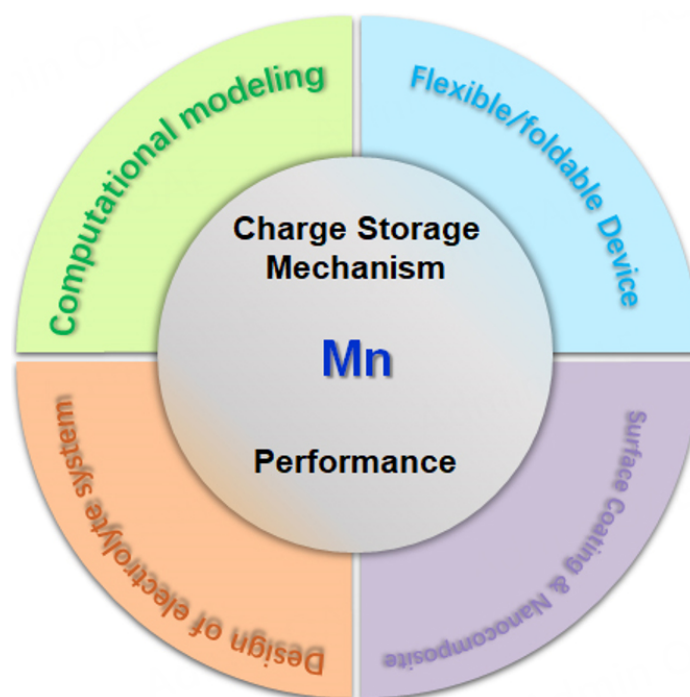 Computational modeling
Flexible/foldable Device
Charge Storage
Mechanism
Mn
Performance
Design of electrolyte system
Surface Coating & Nanocomposite